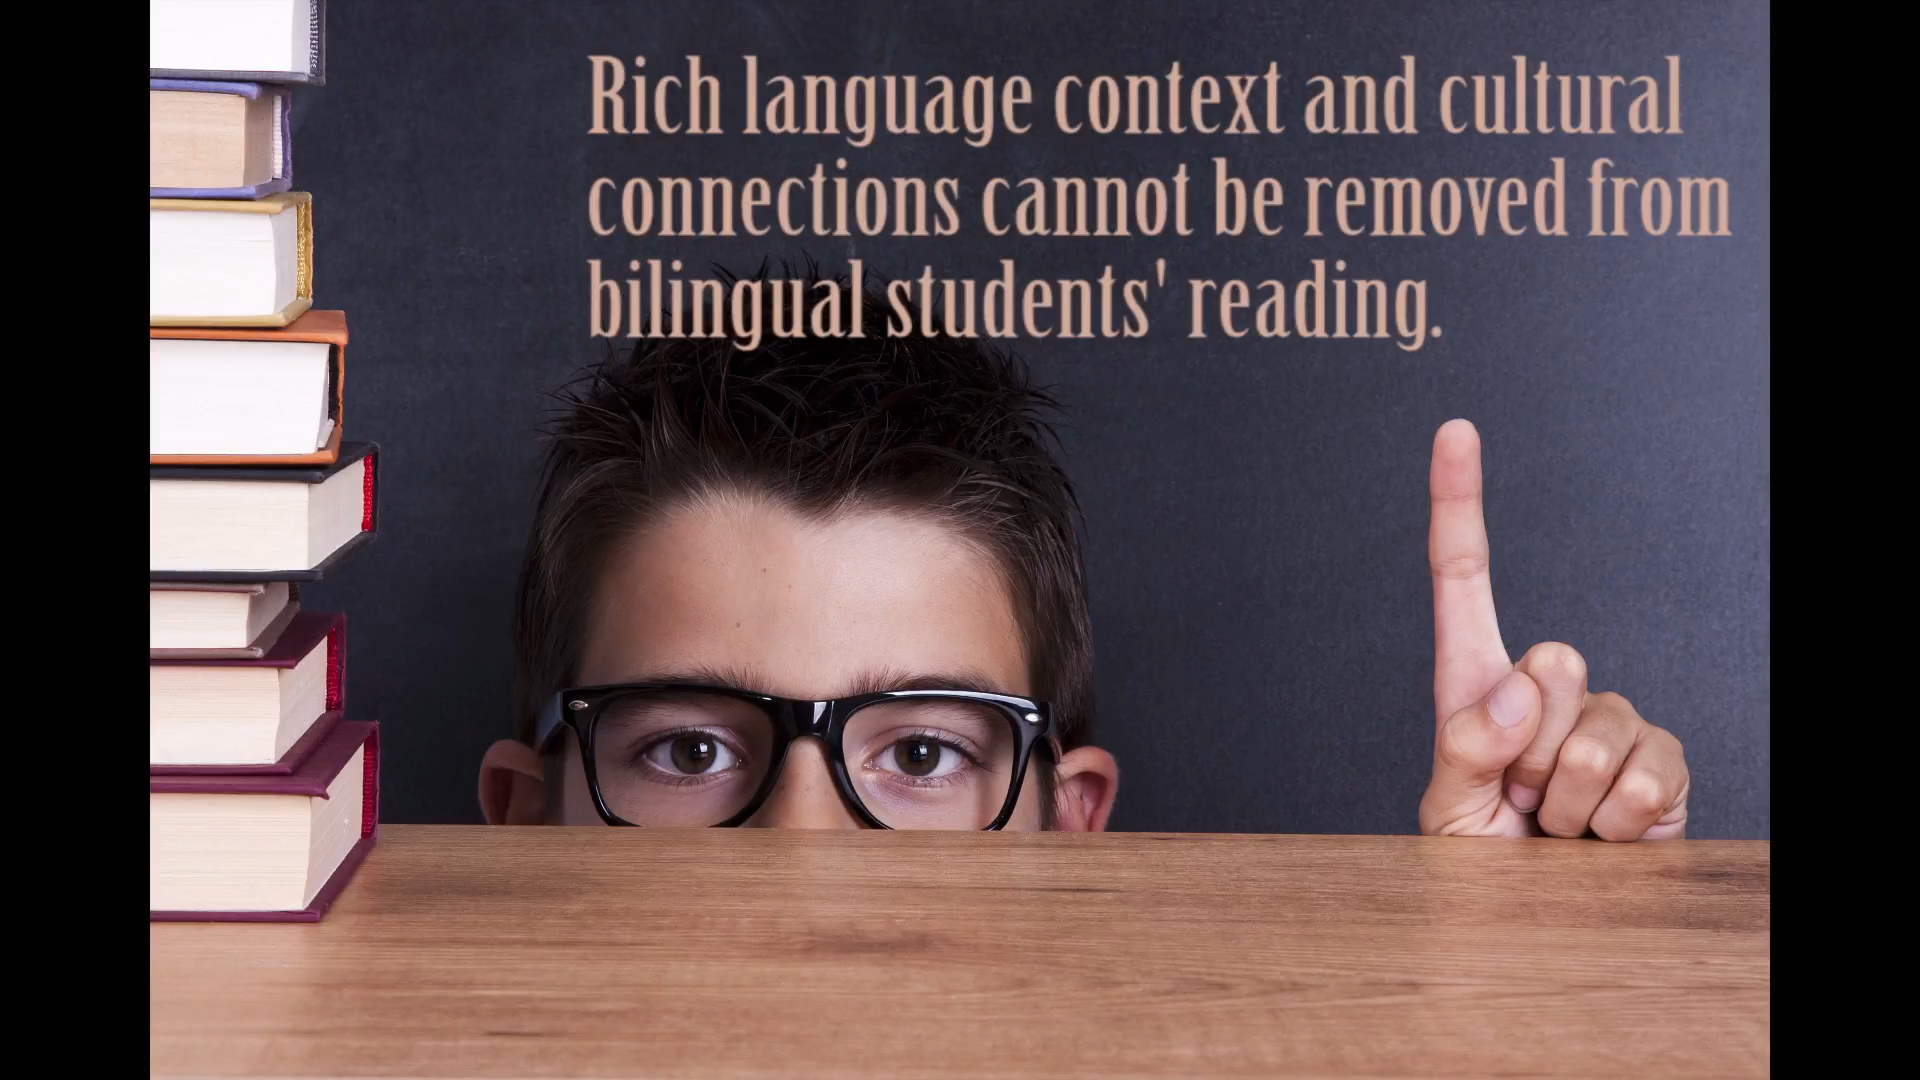 Rich language context and cultural
connections cannot be removed from
bilingual students' reading.